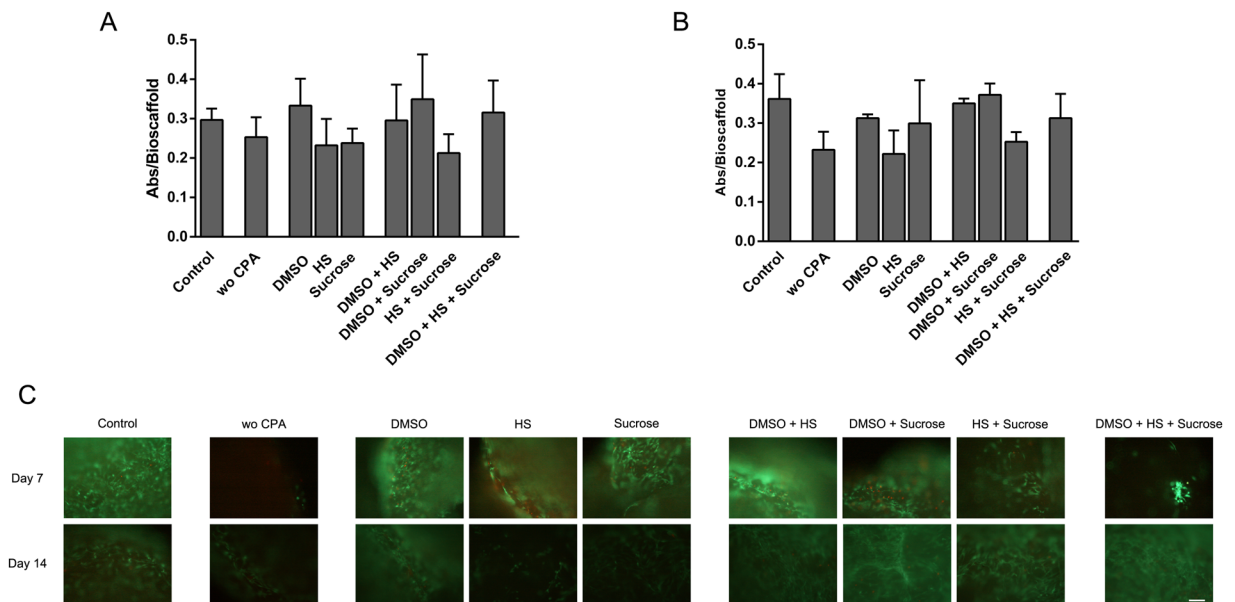 A
0.5
0.4
0.3
0.2
0.1
0.0
Abs/Bioscaffold
Control
wo CPA
DMSO
HS
Sucrose
DMSO + HS
DMSO + Sucrose
HS + Sucrose
DMSO + HS + Sucrose
B
0.5
0.4
0.3
0.2
0.1
0.0
Abs/Bioscaffold
Control
wo CPA
DMSO
HS
Sucrose
DMSO + HS
DMSO + Sucrose
HS + Sucrose
DMSO + HS + Sucrose
C
Control wo CPA DMSO HS Sucrose DMSO + HS DMSO + Sucrose HS + Sucrose DMSO + HS + Sucrose
Day 7
Day 14